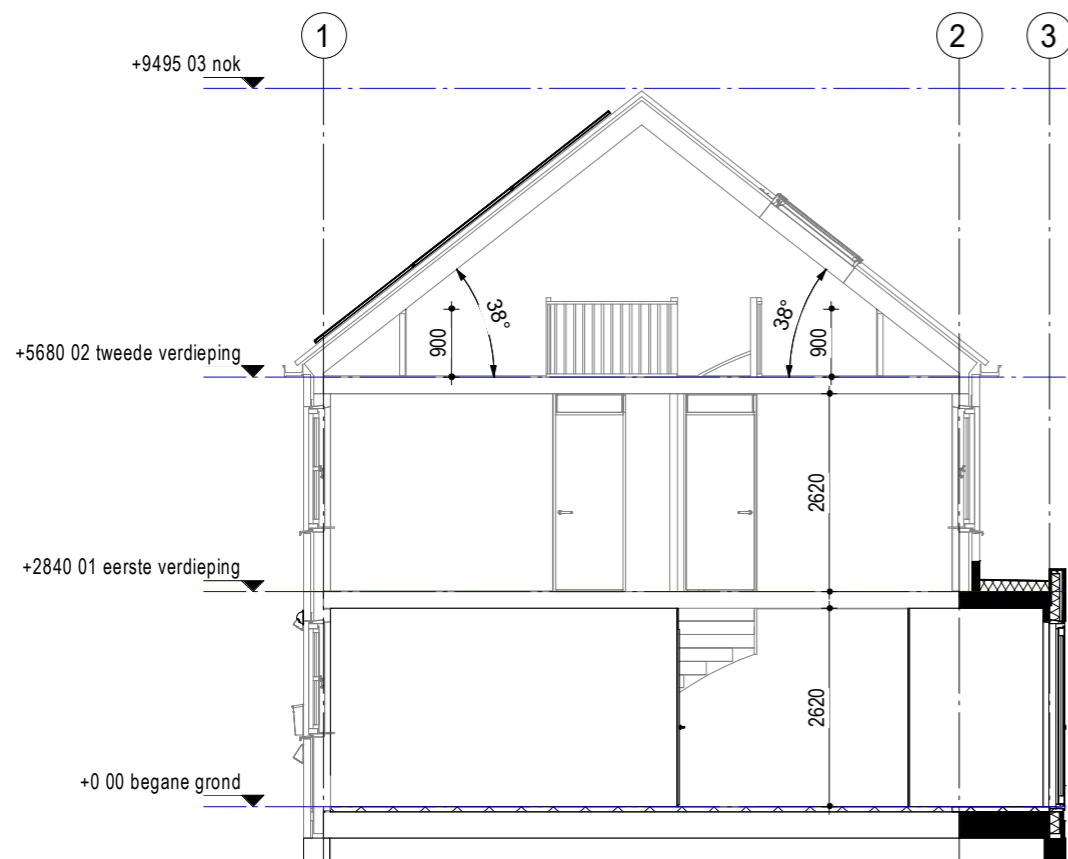 1
2
3
+9495 03 nok
38°
38°
900
900
+5680 02 tweede verdieping
2620
+2840 01 eerste verdieping
2620
+0 00 begane grond